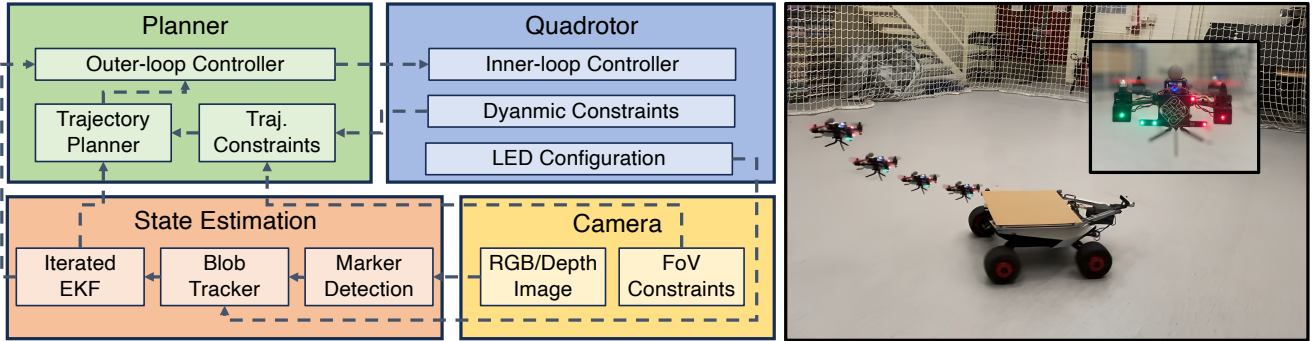 Planner
Outer-loop Controller
Trajectory
Planner
Traj.
Constraints
Quadrotor
Inner-loop Controller
Dyanmic Constraints
LED Configuration
State Estimation
Iterated
EKF
Blob
Tracker
Marker
Detection
Camera
RGB/Depth
Image
FoV
Constraints